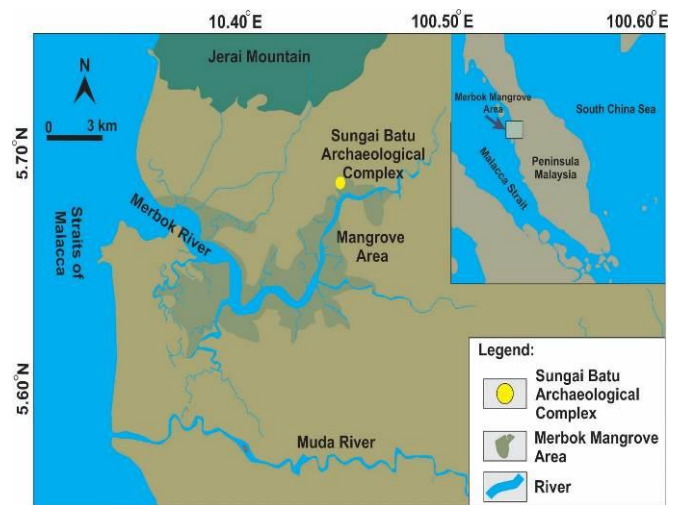 10.40°E
100.50°E
100.60°E
5.70°N
5.60°N
N
0 3 km
Jerai Mountain
Sungai Batu
Archaeological
Complex
Merbok River
Mangrove
Area
Straits of
Malacca
Muda River
Merbok Mangrove
Area
South China Sea
Peninsula
Malaysia
Malacca Strait
Legend:
Sungai Batu
Archaeological
Complex
Merbok Mangrove
Area
River